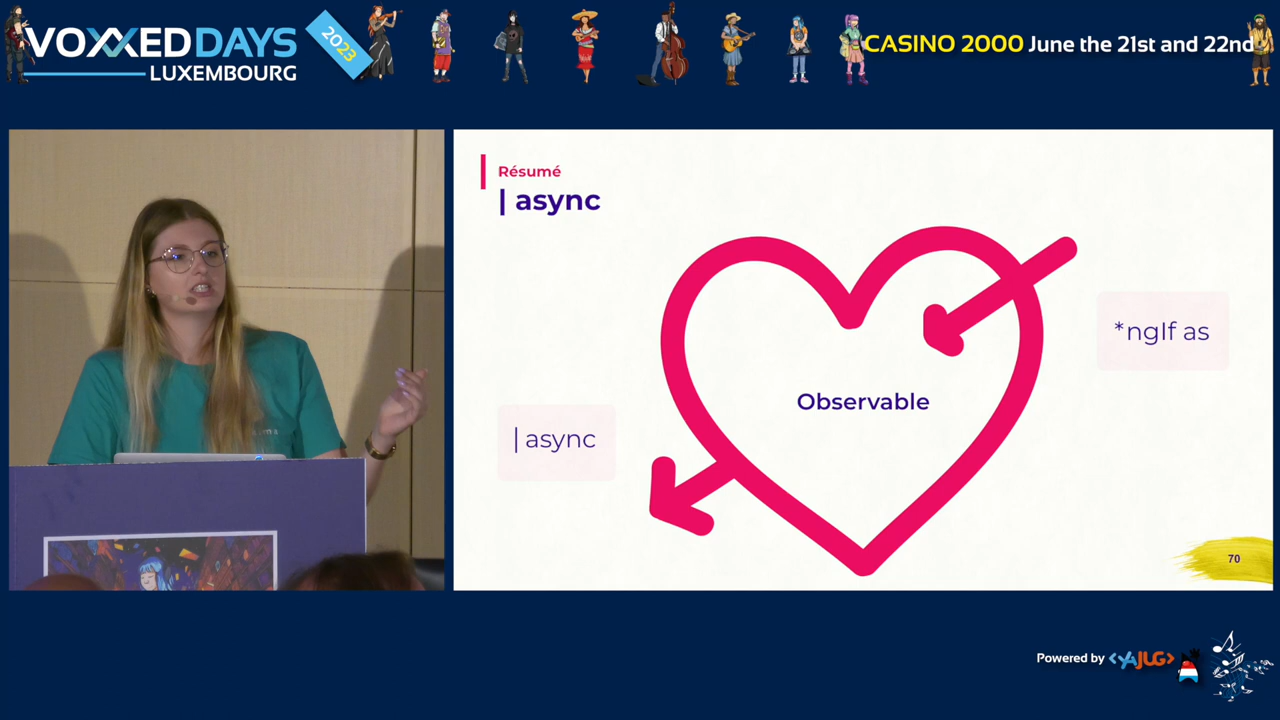 VOXXED DAYS
LUXEMBOURG
2023
CASINO 2000 June the 21st and 22nd
Résumé
| async
*ngIf as
Observable
| async
70
Powered by <YAJUG>